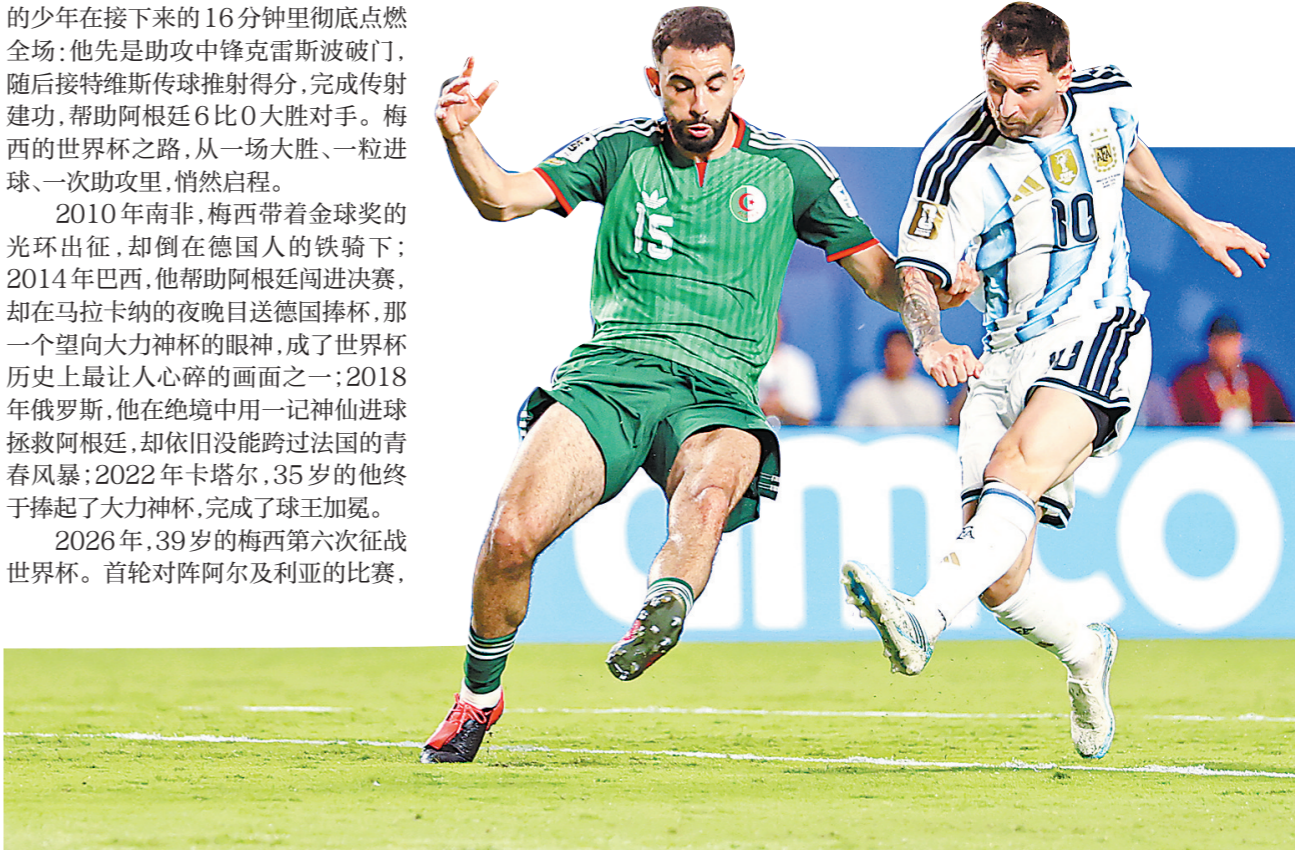 的少年在接下来的16分钟里彻底点燃
全场：他先是助攻中锋克雷斯波破门，
随后接特维斯传球推射得分，完成传射
建功，帮助阿根廷6比0大胜对手。梅
西的世界杯之路，从一场大胜、一粒进
球、一次助攻里，悄然启程。
2010年南非，梅西带着金球奖的
光环出征，却倒在德国人的铁骑下；
2014年巴西，他帮助阿根廷闯进决赛，
却在马拉卡纳的夜晚目送德国捧杯，那
一个望向大力神杯的眼神，成了世界杯
历史上最让人心碎的画面之一；2018
年俄罗斯，他在绝境中用一记神仙进球
拯救阿根廷，却依旧没能跨过法国的青
春风暴；2022年卡塔尔，35岁的他终
于捧起了大力神杯，完成了球王加冕。
2026年，39岁的梅西第六次征战
世界杯。首轮对阵阿尔及利亚的比赛，
15
10
AFA